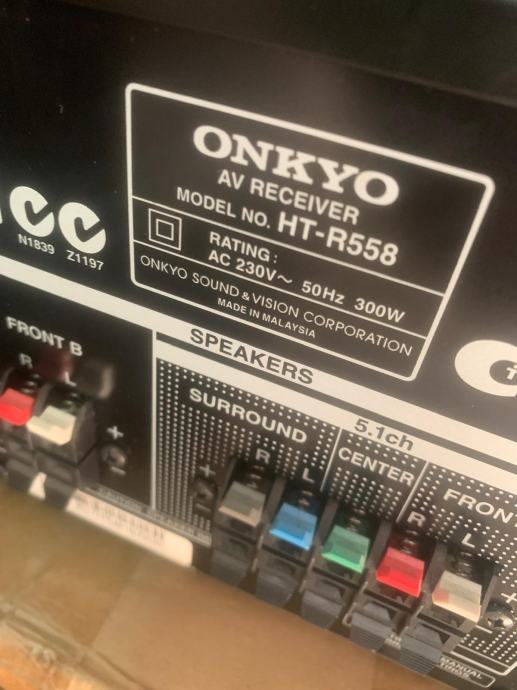 ONKYO
AV RECEIVER
MODEL NO. HT-R558
RATING:
AC 230V~ 50Hz 300W
ONKYO SOUND & VISION CORPORATION
MADE IN MALAYSIA
N1839 Z1197
FRONT B
R L
+
-
SPEAKERS
5.1ch
SURROUND
CENTER
FRONT
R L
R L
+
-
+